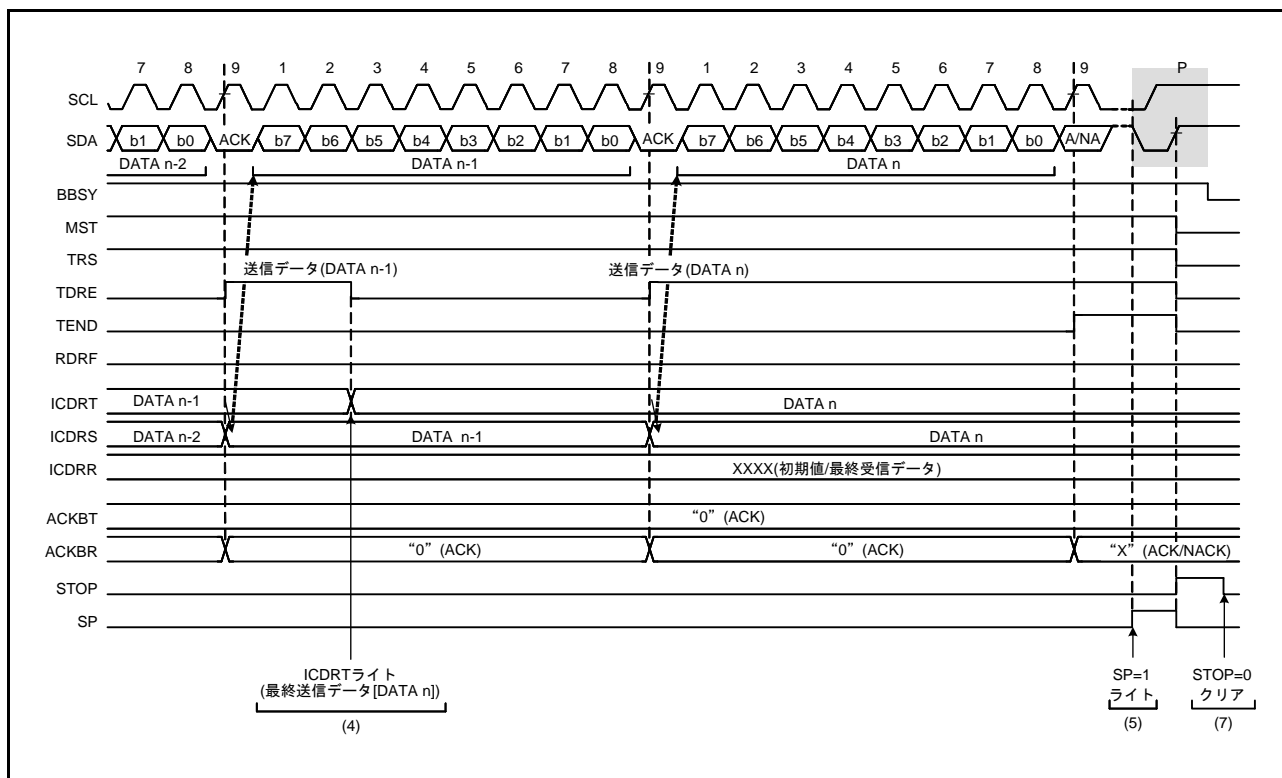 7 8 9 1 2 3 4 5 6 7 8 9 1 2 3 4 5 6 7 8 9 P
SCL
SDA b1 b0 ACK b7 b6 b5 b4 b3 b2 b1 b0 ACK b7 b6 b5 b4 b3 b2 b1 b0 A/NA
DATA n-2 DATA n-1 DATA n
BBSY
MST
TRS
送信データ(DATA n-1) 送信データ(DATA n)
TDRE
TEND
RDRF
ICDRT DATA n-1 DATA n
ICDRS DATA n-2 DATA n-1 DATA n
ICDRR XXXX(初期値/最終受信データ)
ACKBT “0” (ACK)
ACKBR “0” (ACK) “0” (ACK) “X” (ACK/NACK)
STOP
SP
ICDRTライト SP=1 STOP=0
(最終送信データ[DATA n]) ライト クリア
(4) (5) (7)